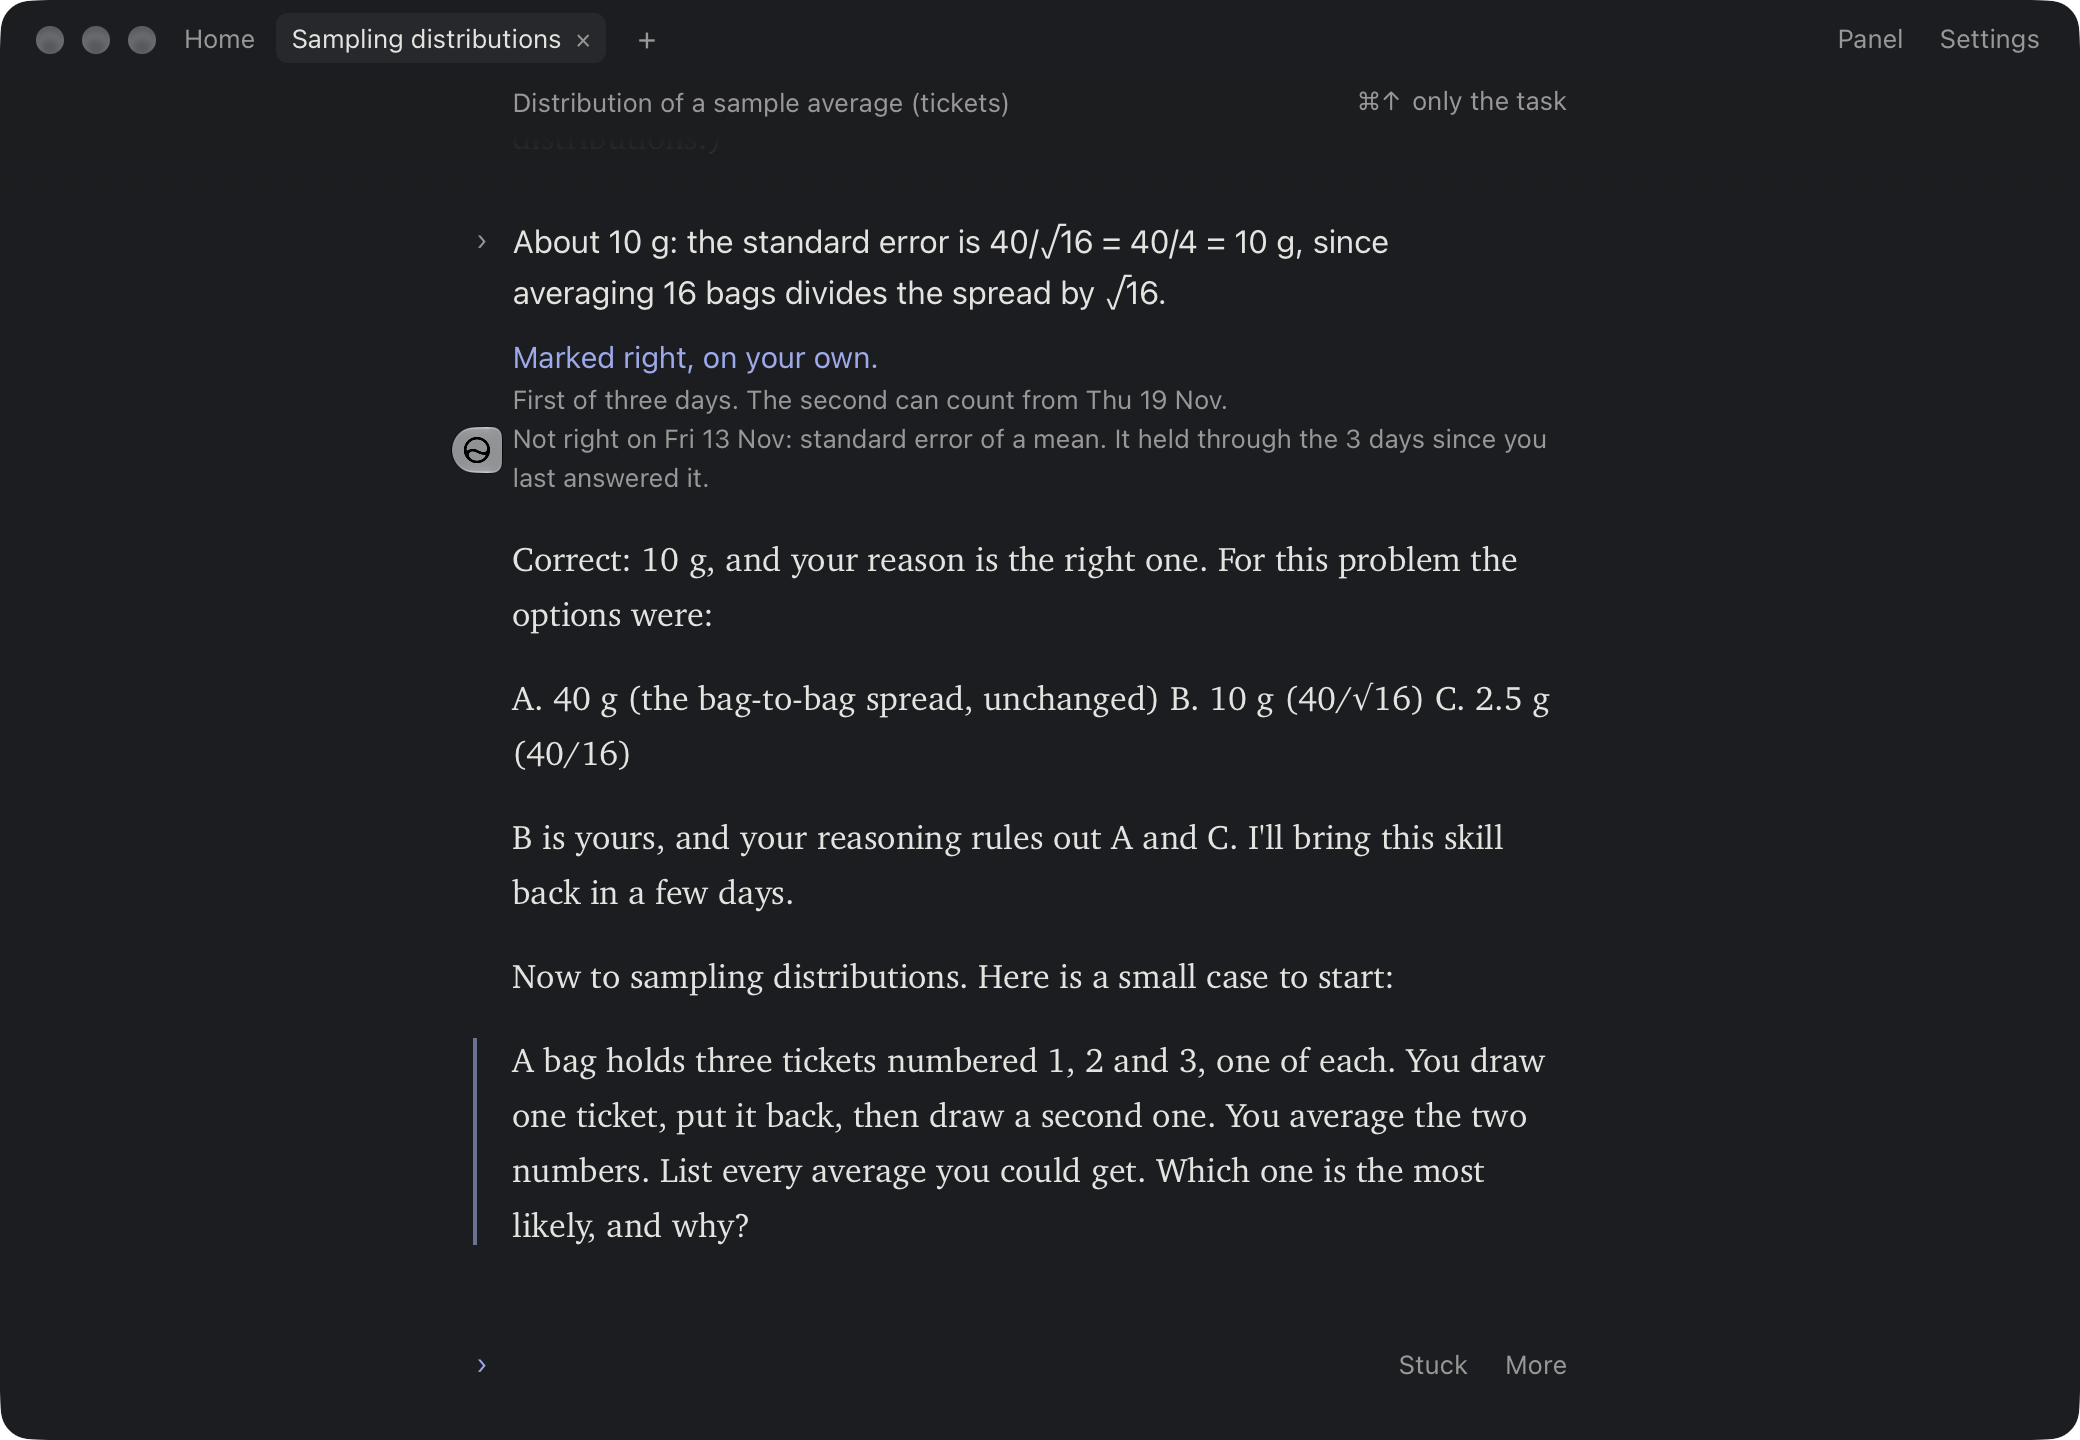 Home
Sampling distributions ×
+
Panel
Settings
Distribution of a sample average (tickets)
⌘↑ only the task
distributions.)
› About 10 g: the standard error is 40/√16 = 40/4 = 10 g, since
averaging 16 bags divides the spread by √16.
Marked right, on your own.
First of three days. The second can count from Thu 19 Nov.
Not right on Fri 13 Nov: standard error of a mean. It held through the 3 days since you
last answered it.
Correct: 10 g, and your reason is the right one. For this problem the
options were:
A. 40 g (the bag-to-bag spread, unchanged) B. 10 g (40/√16) C. 2.5 g
(40/16)
B is yours, and your reasoning rules out A and C. I'll bring this skill
back in a few days.
Now to sampling distributions. Here is a small case to start:
A bag holds three tickets numbered 1, 2 and 3, one of each. You draw
one ticket, put it back, then draw a second one. You average the two
numbers. List every average you could get. Which one is the most
likely, and why?
›
Stuck
More